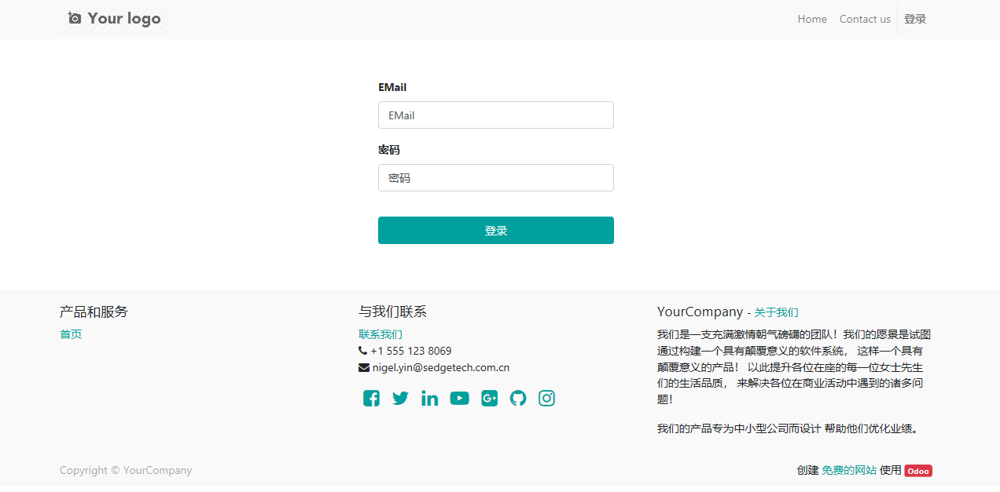 Your logo
Home Contact us 登录
EMail
EMail
密码
密码
登录
产品和服务
首页
与我们联系
联系我们
+1 555 123 8069
nigel.yin@sedgetech.com.cn
YourCompany - 关于我们
我们是一支充满激情朝气磅礴的团队！我们的愿景是试图
通过构建一个具有颠覆意义的软件系统， 这样一个具有
颠覆意义的产品！ 以此提升各位在座的每一位女士先生
们的生活品质， 来解决各位在商业活动中遇到的诸多问
题！
我们的产品专为中小型公司而设计 帮助他们优化业绩。
Copyright © YourCompany
创建 免费的网站 使用 Odoo